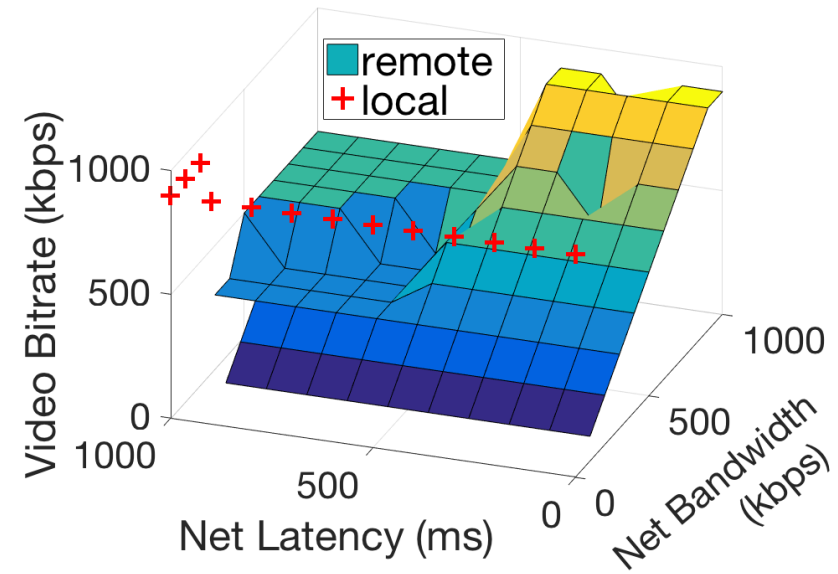 remote
local
Video Bitrate (kbps)
1000
500
0
1000
500
0
Net Latency (ms)
0
500
1000
Net Bandwidth
(kbps)